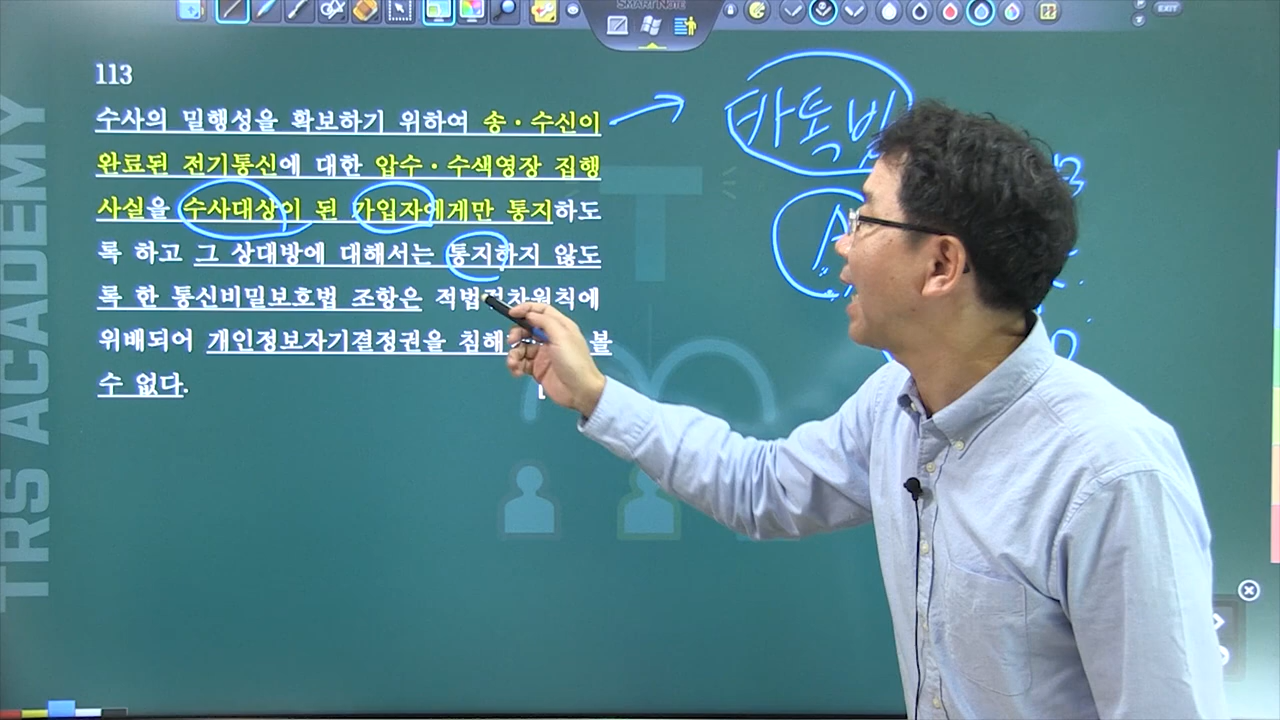 SMART NOTE
EXIT
113
수사의 밀행성을 확보하기 위하여 송·수신이
완료된 전기통신에 대한 압수·수색영장 집행
사실을 수사대상이 된 가입자에게만 통지하도
록 하고 그 상대방에 대해서는 통지하지 않도
록 한 통신비밀보호법 조항은 적법절차원칙에
위배되어 개인정보자기결정권을 침해 볼
수 없다.
바톡방
A
TRS ACADEMY